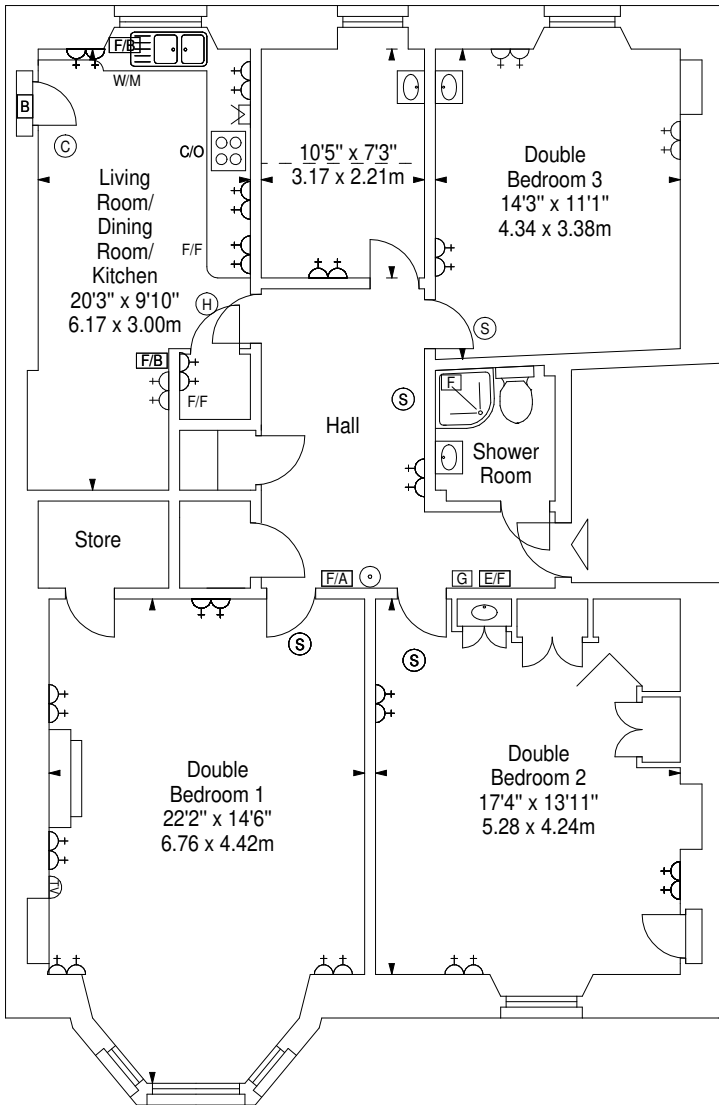 F/B
W/M
B
C
C/O
Living
Room/
Dining
Room/
Kitchen
20'3" x 9'10"
6.17 x 3.00m
F/F
H
F/B
F/F
10'5" x 7'3"
3.17 x 2.21m
Double
Bedroom 3
14'3" x 11'1"
4.34 x 3.38m
S
S
F
Hall
Shower
Room
Store
F/A
G
E/F
S
S
Double
Bedroom 1
22'2" x 14'6"
6.76 x 4.42m
Double
Bedroom 2
17'4" x 13'11"
5.28 x 4.24m